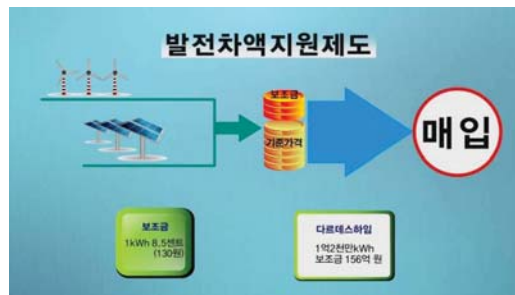 발전차액지원제도
보조금
기준가격
매입
보조금
1kWh 8.5센트
(130원)
다르데스하임
1억2천만kWh
보조금 156억 원